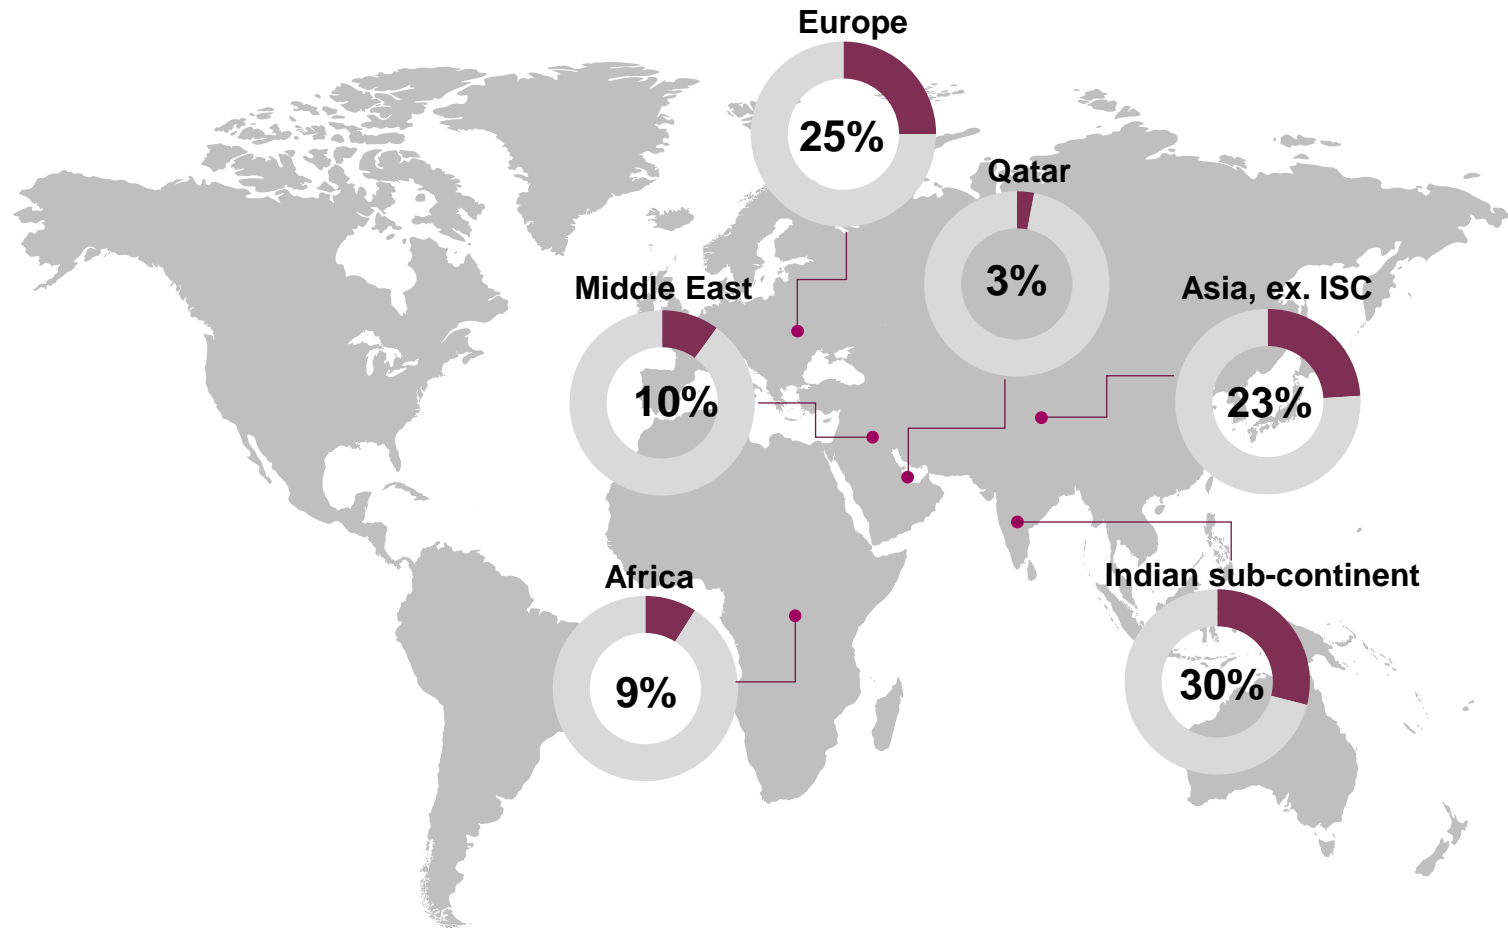 Europe
25%
Qatar
3%
Middle East
10%
Asia, ex. ISC
23%
Africa
9%
Indian sub-continent
30%